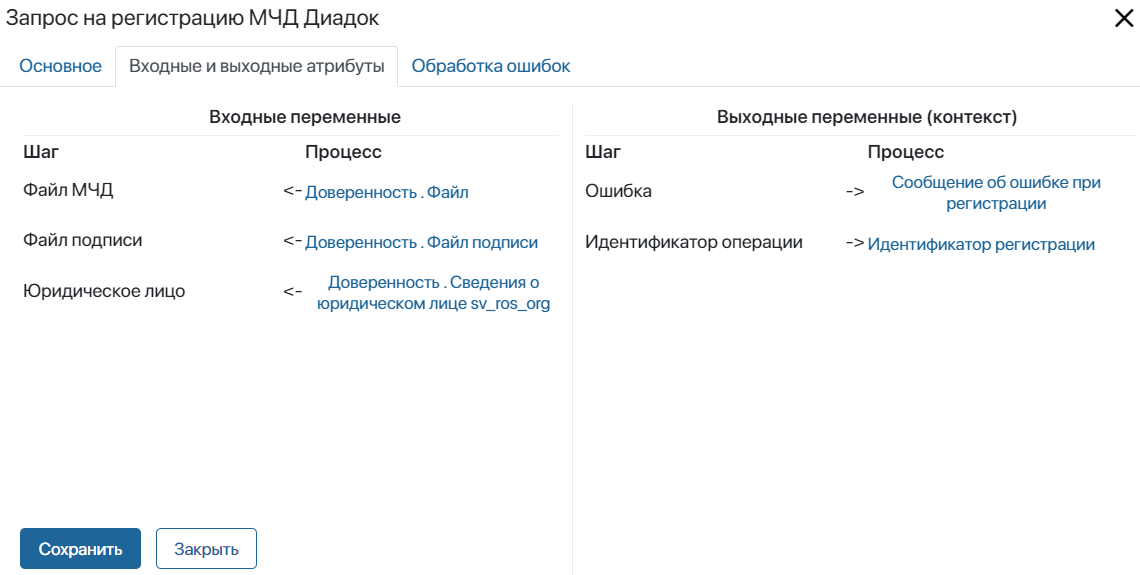 Запрос на регистрацию МЧД Диадок
Основное Входные и выходные атрибуты Обработка ошибок
Входные переменные
Шаг Процесс
Файл МЧД <- Доверенность . Файл
Файл подписи <- Доверенность . Файл подписи
Юридическое лицо <- Доверенность . Сведения о
юридическом лице sv_ros_org
Выходные переменные (контекст)
Шаг Процесс
Ошибка -> Сообщение об ошибке при
регистрации
Идентификатор операции -> Идентификатор регистрации
Сохранить Закрыть